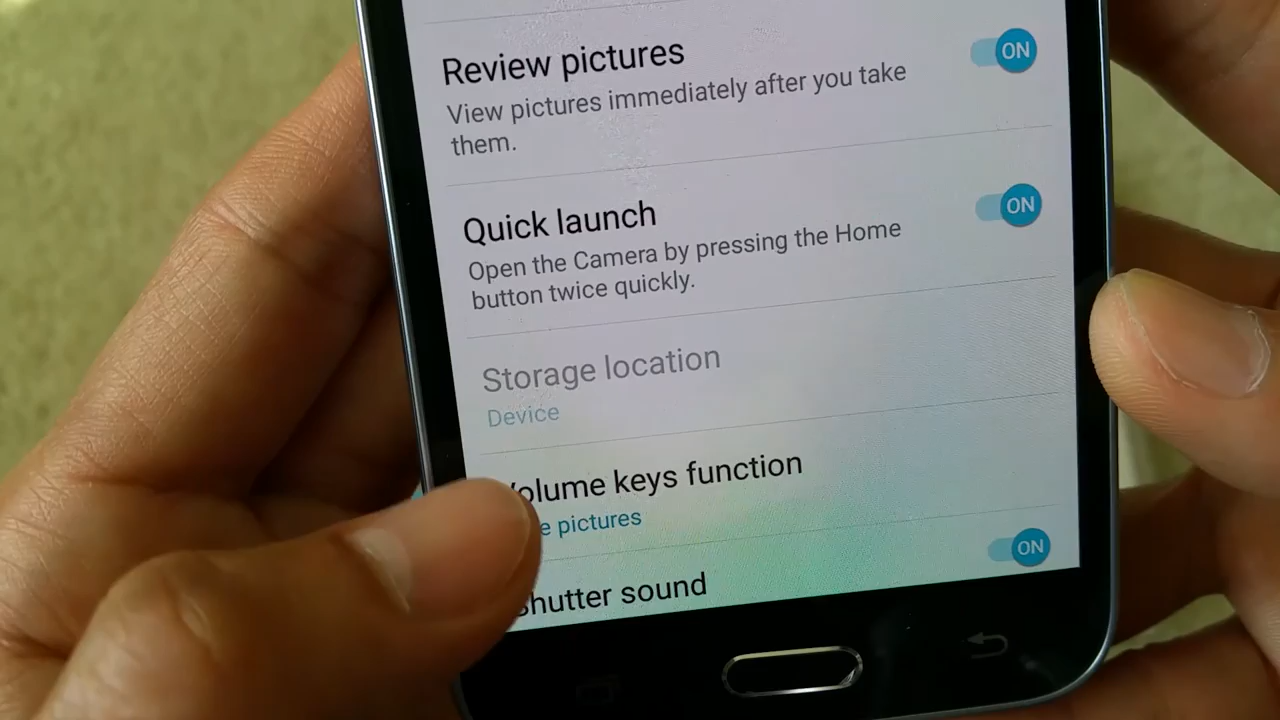 Review pictures
ON
View pictures immediately after you take
them.
Quick launch
ON
Open the Camera by pressing the Home
button twice quickly.
Storage location
Device
Volume keys function
pictures
ON
Shutter sound